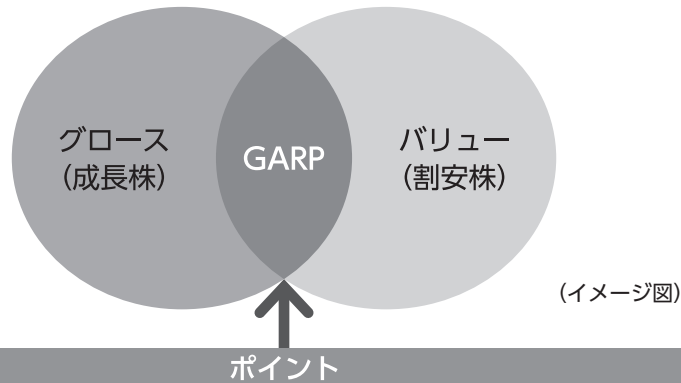 グロース
（成長株）
GARP
バリュー
（割安株）
（イメージ図）
ポイント